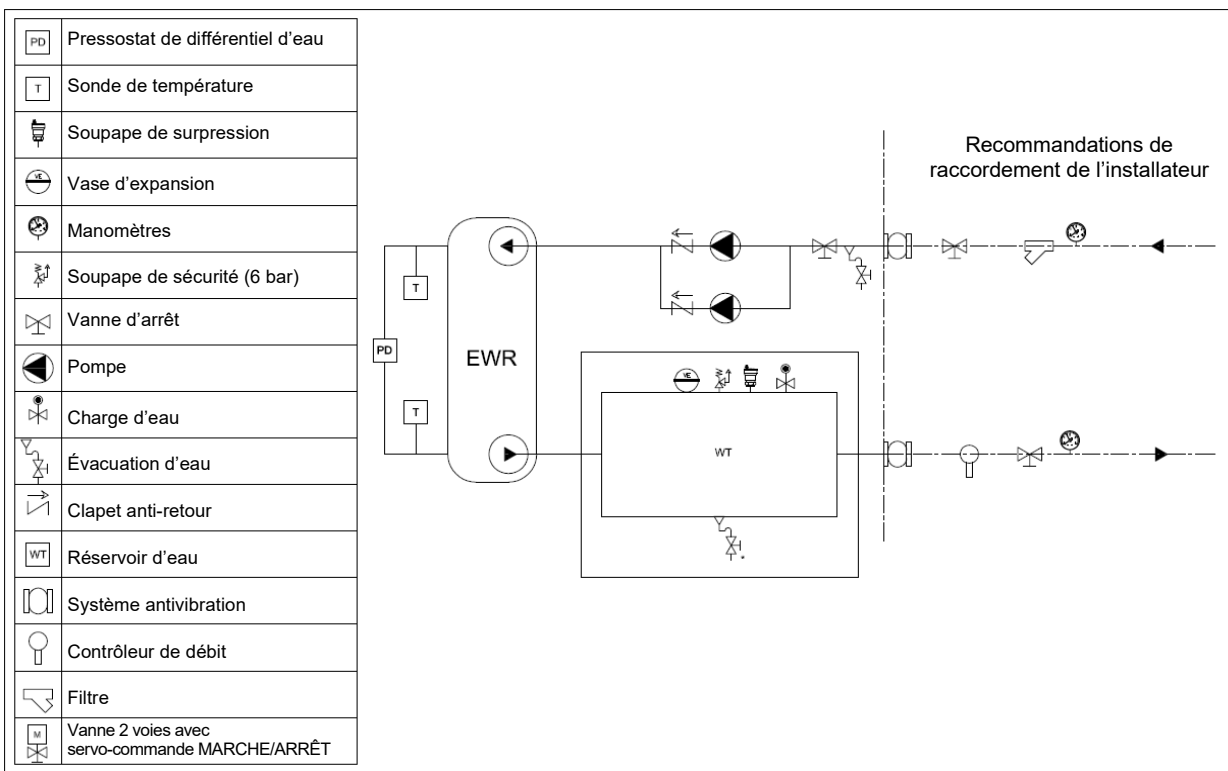 PD Pressostat de différentiel d'eau
T Sonde de température
Soupape de surpression
VE Vase d'expansion
Manomètres
Soupape de sécurité (6 bar)
Vanne d'arrêt
Pompe
Charge d'eau
Évacuation d'eau
Clapet anti-retour
WT Réservoir d'eau
Système antivibration
Contrôleur de débit
Filtre
M Vanne 2 voies avec
servo-commande MARCHE/ARRÊT
Recommandations de
raccordement de l'installateur
T
PD
EWR
T
VE
WT
*